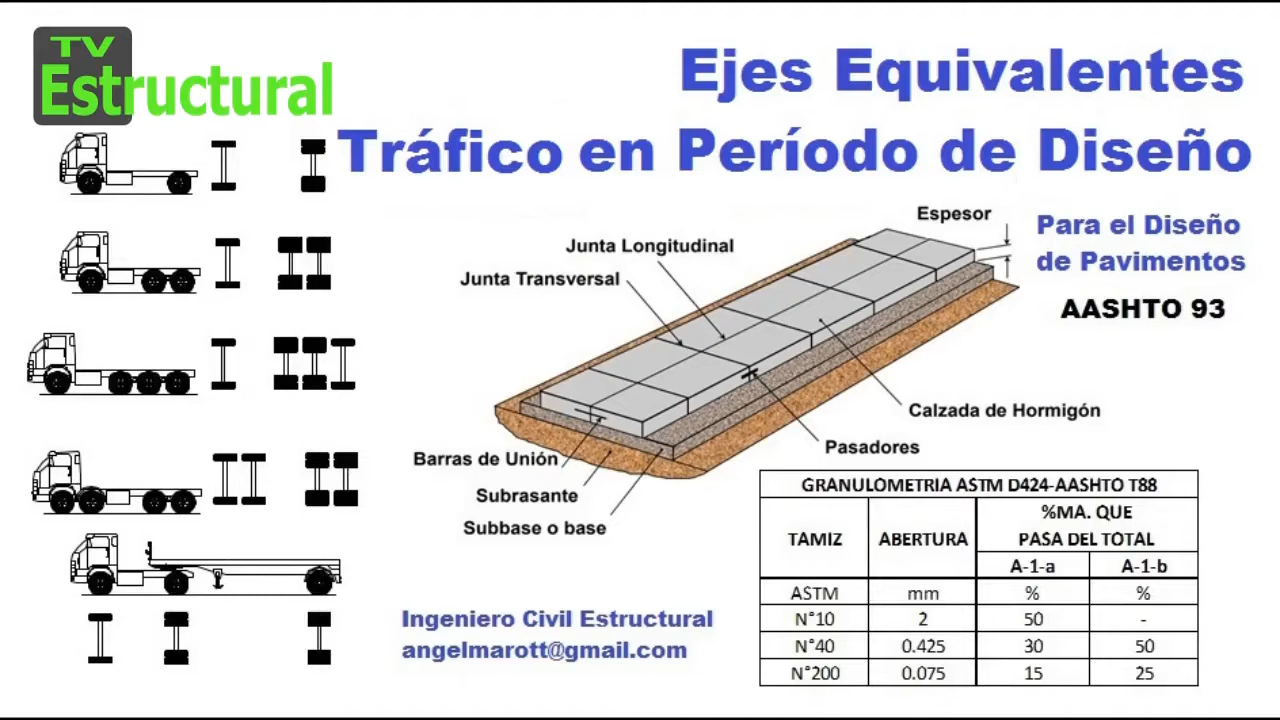 TV
Estructural
Ejes Equivalentes
Tráfico en Período de Diseño
Para el Diseño
de Pavimentos
AASHTO 93
Espesor
Junta Longitudinal
Junta Transversal
Calzada de Hormigón
Pasadores
Barras de Unión
Subrasante
Subbase o base
Ingeniero Civil Estructural
angelmarott@gmail.com
GRANULOMETRIA ASTM D424-AASHTO T88
TAMIZ ABERTURA %MA. QUE
PASA DEL TOTAL
A-1-a A-1-b
ASTM mm % %
N°10 2 50 -
N°40 0.425 30 50
N°200 0.075 15 25